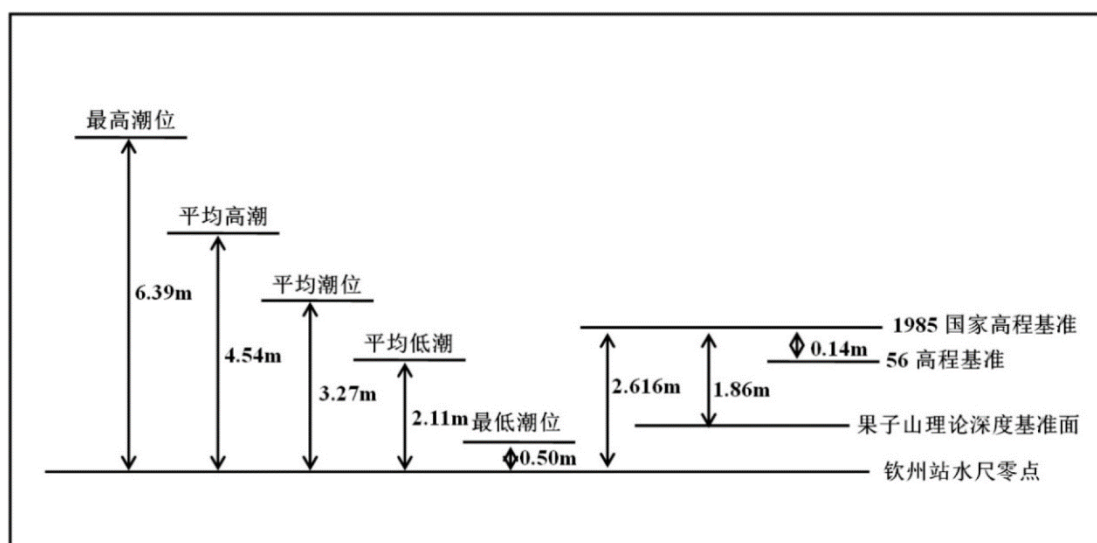 最高潮位
平均高潮
平均潮位
平均低潮
最低潮位
6.39m
4.54m
3.27m
2.11m
0.50m
2.616m
1.86m
0.14m
1985 国家高程基准
56 高程基准
果子山理论深度基准面
钦州站水尺零点